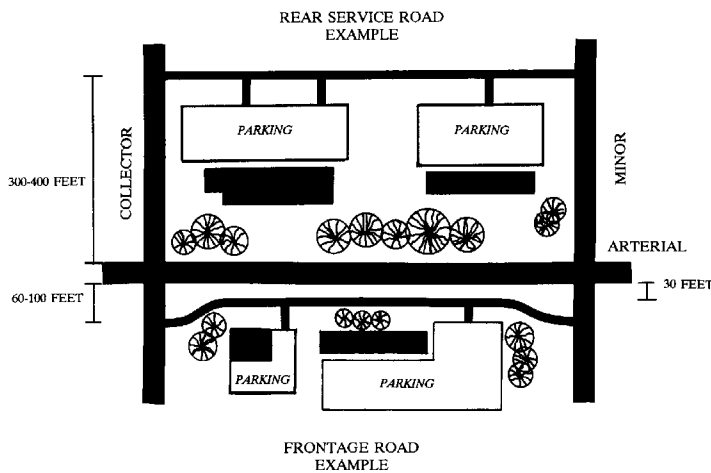 REAR SERVICE ROAD
EXAMPLE
PARKING
PARKING
COLLECTOR
MINOR
300-400 FEET
ARTERIAL
60-100 FEET
30 FEET
PARKING
PARKING
FRONTAGE ROAD
EXAMPLE